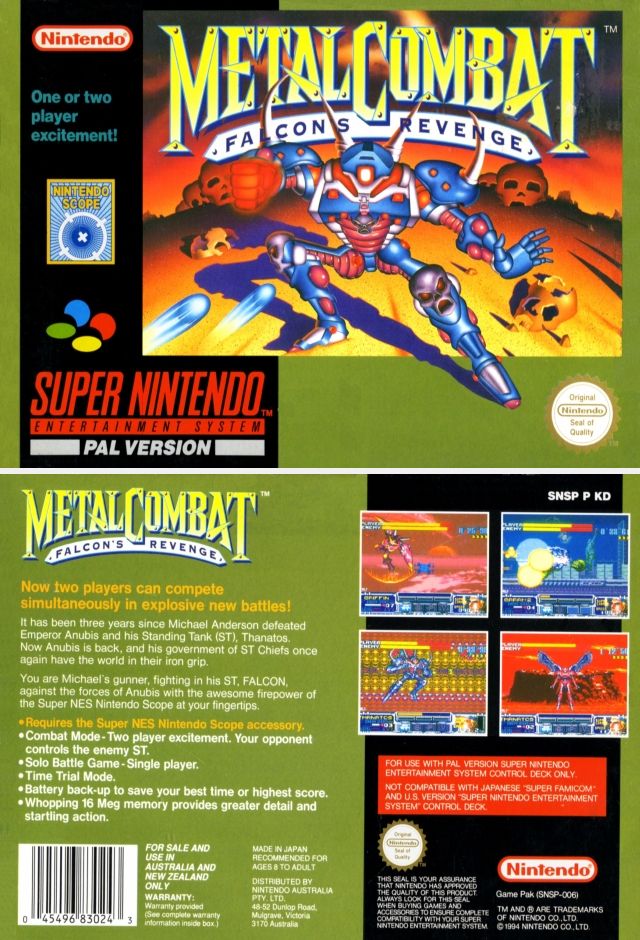 Nintendo
METAL COMBAT
TM
FALCON'S REVENGE
One or two
player
excitement!
NINTENDO
SCOPE
SUPER NINTENDO
TM
ENTERTAINMENT SYSTEM
PAL VERSION
Original
Nintendo
Seal of
Quality
TM
METAL COMBAT
TM
FALCON'S REVENGE
Now two players can compete
simultaneously in explosive new battles!
It has been three years since Michael Anderson defeated
Emperor Anubis and his Standing Tank (ST), Thanatos.
Now Anubis is back, and his government of ST Chiefs once
again have the world in their iron grip.
You are Michael's gunner, fighting in his ST, FALCON,
against the forces of Anubis with the awesome firepower of
the Super NES Nintendo Scope at your fingertips.
•Requires the Super NES Nintendo Scope accessory.
•Combat Mode-Two player excitement. Your opponent
controls the enemy ST.
•Solo Battle Game-Single player.
•Time Trial Mode.
•Battery back-up to save your best time or highest score.
•Whopping 16 Meg memory provides greater detail and
startling action.
0 45496 83024 3
FOR SALE AND
USE IN
AUSTRALIA AND
NEW ZEALAND
ONLY
WARRANTY:
Warranty provided
(See complete warranty
information inside box.)
MADE IN JAPAN
RECOMMENDED FOR
AGES 8 TO ADULT
DISTRIBUTED BY
NINTENDO AUSTRALIA
PTY. LTD.
48-52 Dunlop Road,
Mulgrave, Victoria
3170 Australia
SNSP P KD
PLAYER
ENEMY
GRIFFIN
PLAYER
ENEMY
PLAYER
ENEMY
THANATOS
PLAYER
ENEMY
FOR USE WITH PAL VERSION SUPER NINTENDO
ENTERTAINMENT SYSTEM CONTROL DECK ONLY.
NOT COMPATIBLE WITH JAPANESE "SUPER FAMICOM"
AND U.S. VERSION "SUPER NINTENDO ENTERTAINMENT
SYSTEM" CONTROL DECK.
Original
Nintendo
Seal of
Quality
TM
THIS SEAL IS YOUR ASSURANCE
THAT NINTENDO HAS APPROVED
THE QUALITY OF THIS PRODUCT.
ALWAYS LOOK FOR THIS SEAL
WHEN BUYING GAMES AND
ACCESSORIES TO ENSURE COMPLETE
COMPATIBILITY WITH YOUR SUPER
NINTENDO ENTERTAINMENT SYSTEM.
Nintendo
Game Pak (SNSP-006)
TM AND ® ARE TRADEMARKS
OF NINTENDO CO., LTD.
©1994 NINTENDO CO., LTD.